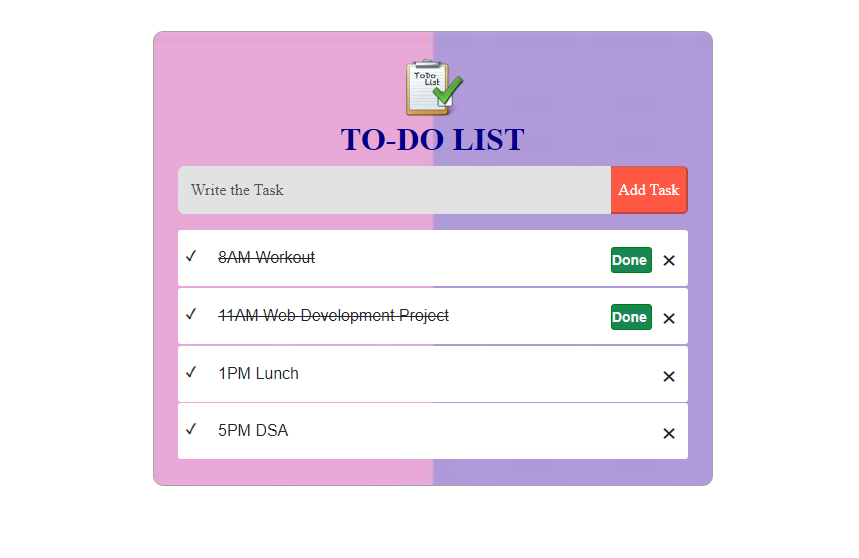 ToDo
List
TO-DO LIST
Write the Task Add Task
✓ 8AM Workout Done ✕
✓ 11AM Web Development Project Done ✕
✓ 1PM Lunch ✕
✓ 5PM DSA ✕